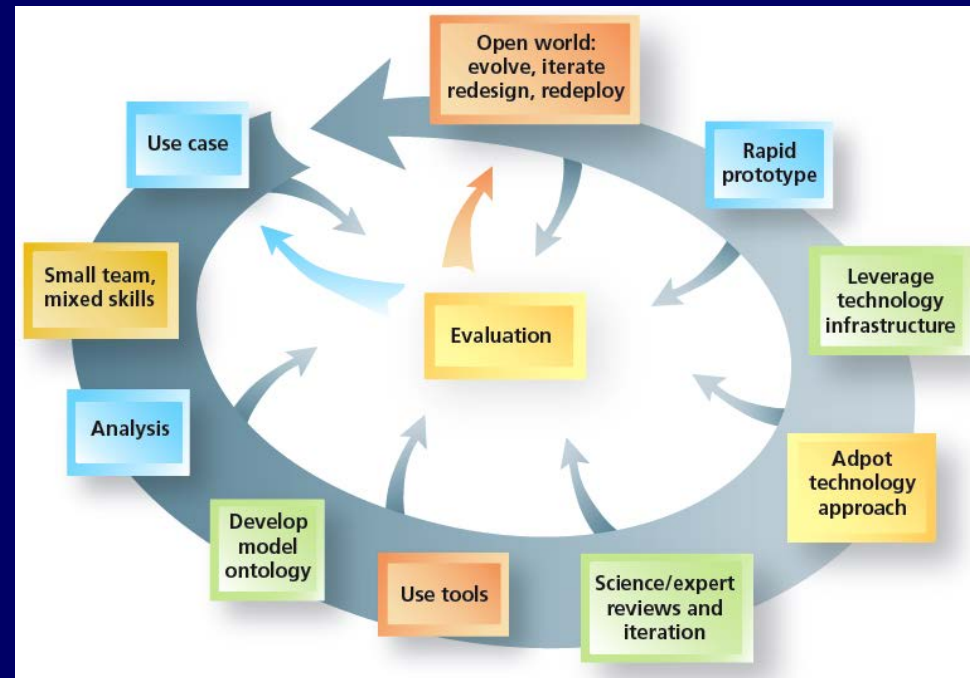 Open world:
evolve, iterate
redesign, redeploy
Use case
Rapid
prototype
Small team,
mixed skills
Leverage
technology
infrastructure
Evaluation
Analysis
Adpot
technology
approach
Develop
model
ontology
Use tools
Science/expert
reviews and
iteration